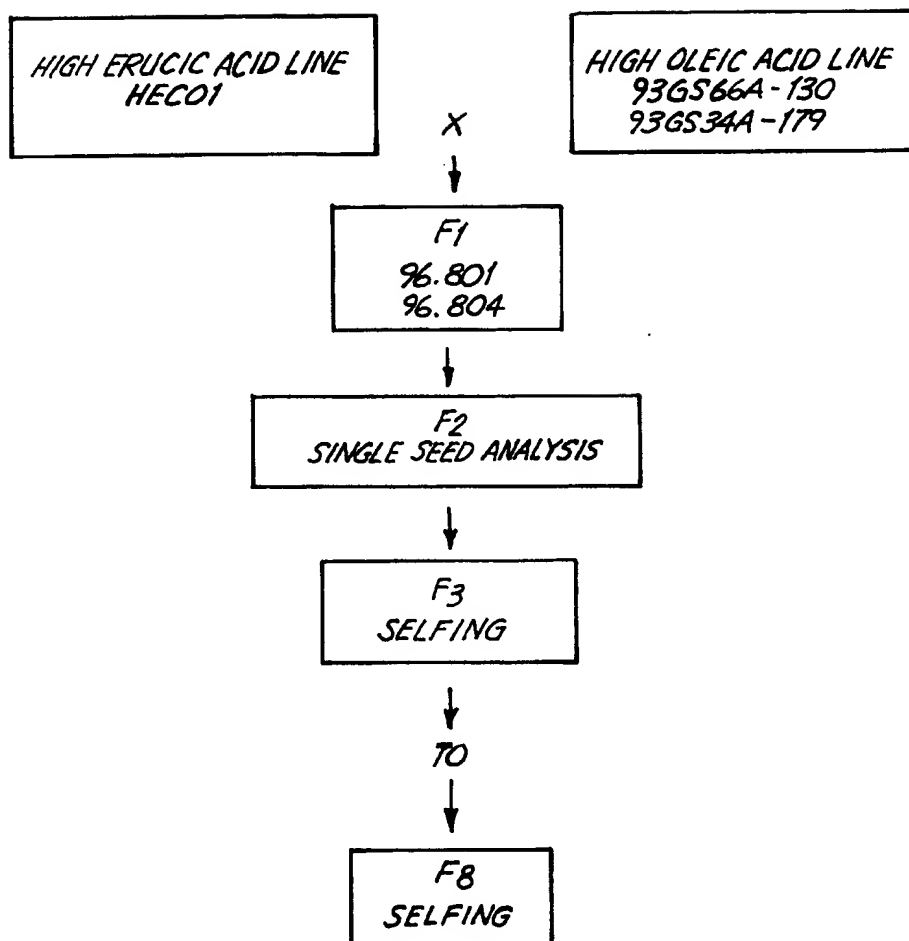 HIGH ERUCIC ACID LINE
HECO1
HIGH OLEIC ACID LINE
93GS66A-130
93GS34A-179
X
F1
96.801
96.804
F2
SINGLE SEED ANALYSIS
F3
SELFING
TO
F8
SELFING